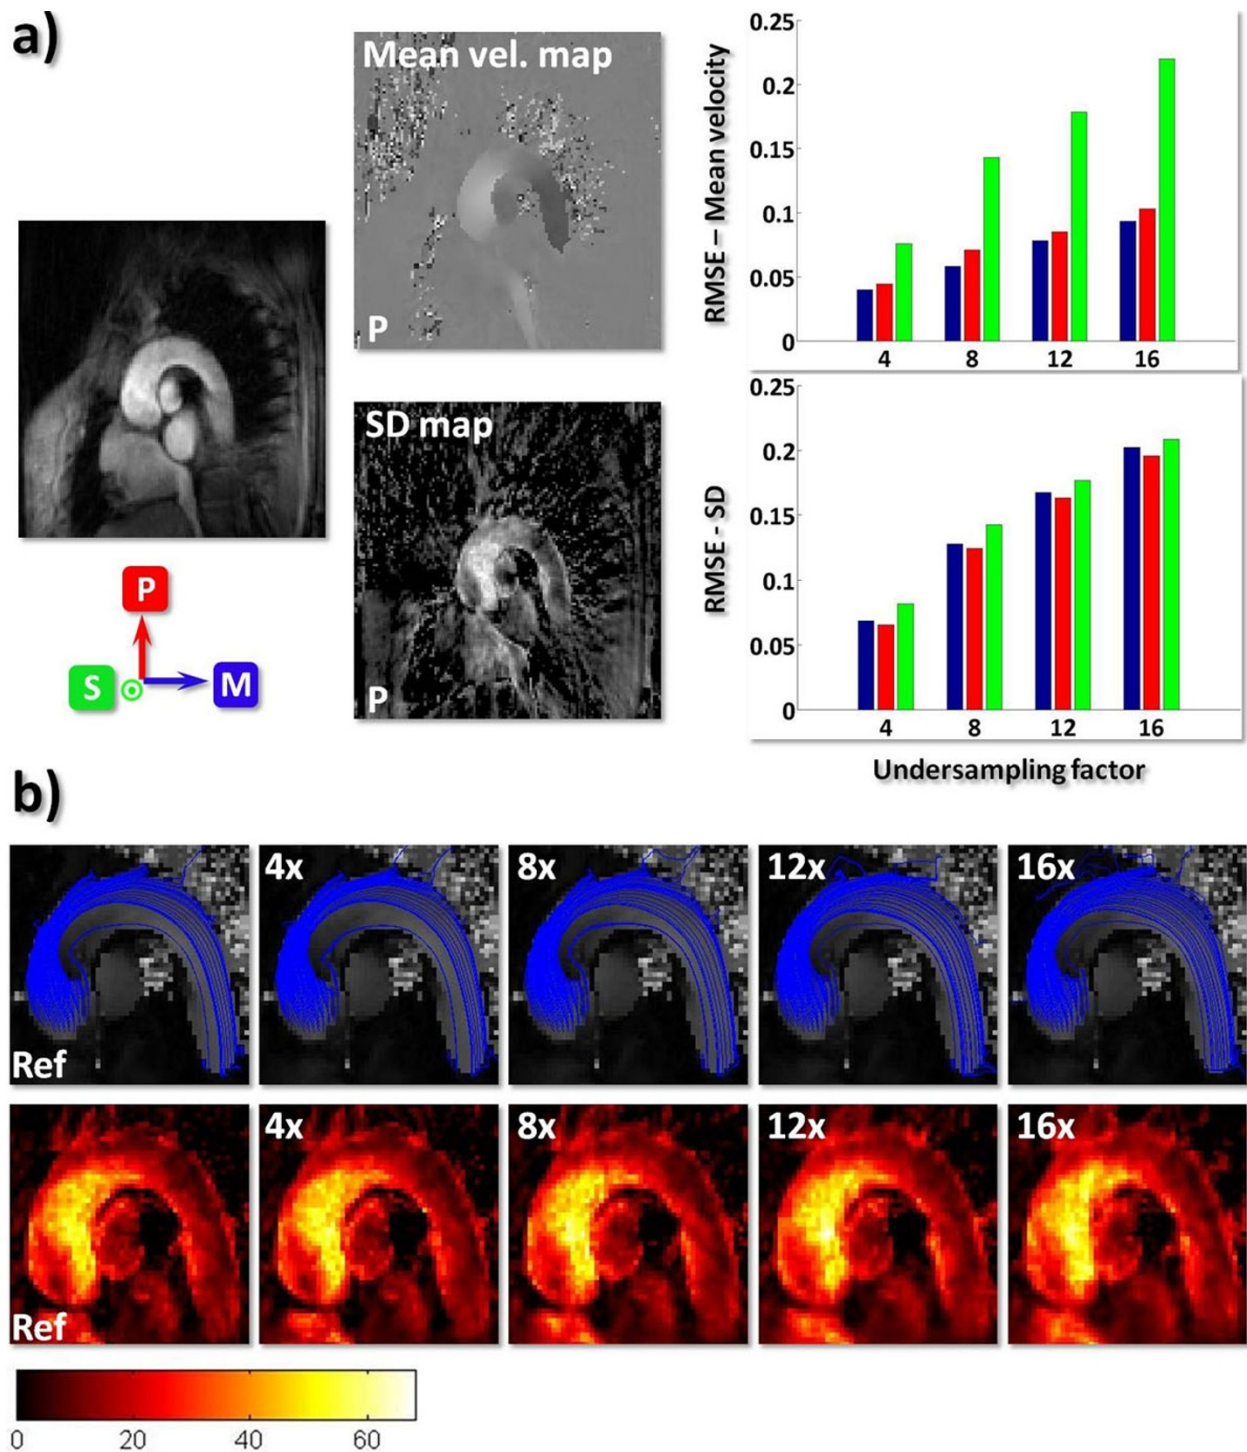 a)
Mean vel. map
P
SD map
P
P
S
M
RMSE – Mean velocity
0.25
0.2
0.15
0.1
0.05
0
4 8 12 16
RMSE - SD
0.25
0.2
0.15
0.1
0.05
0
4 8 12 16
Undersampling factor
b)
Ref 4x 8x 12x 16x
Ref 4x 8x 12x 16x
0 20 40 60